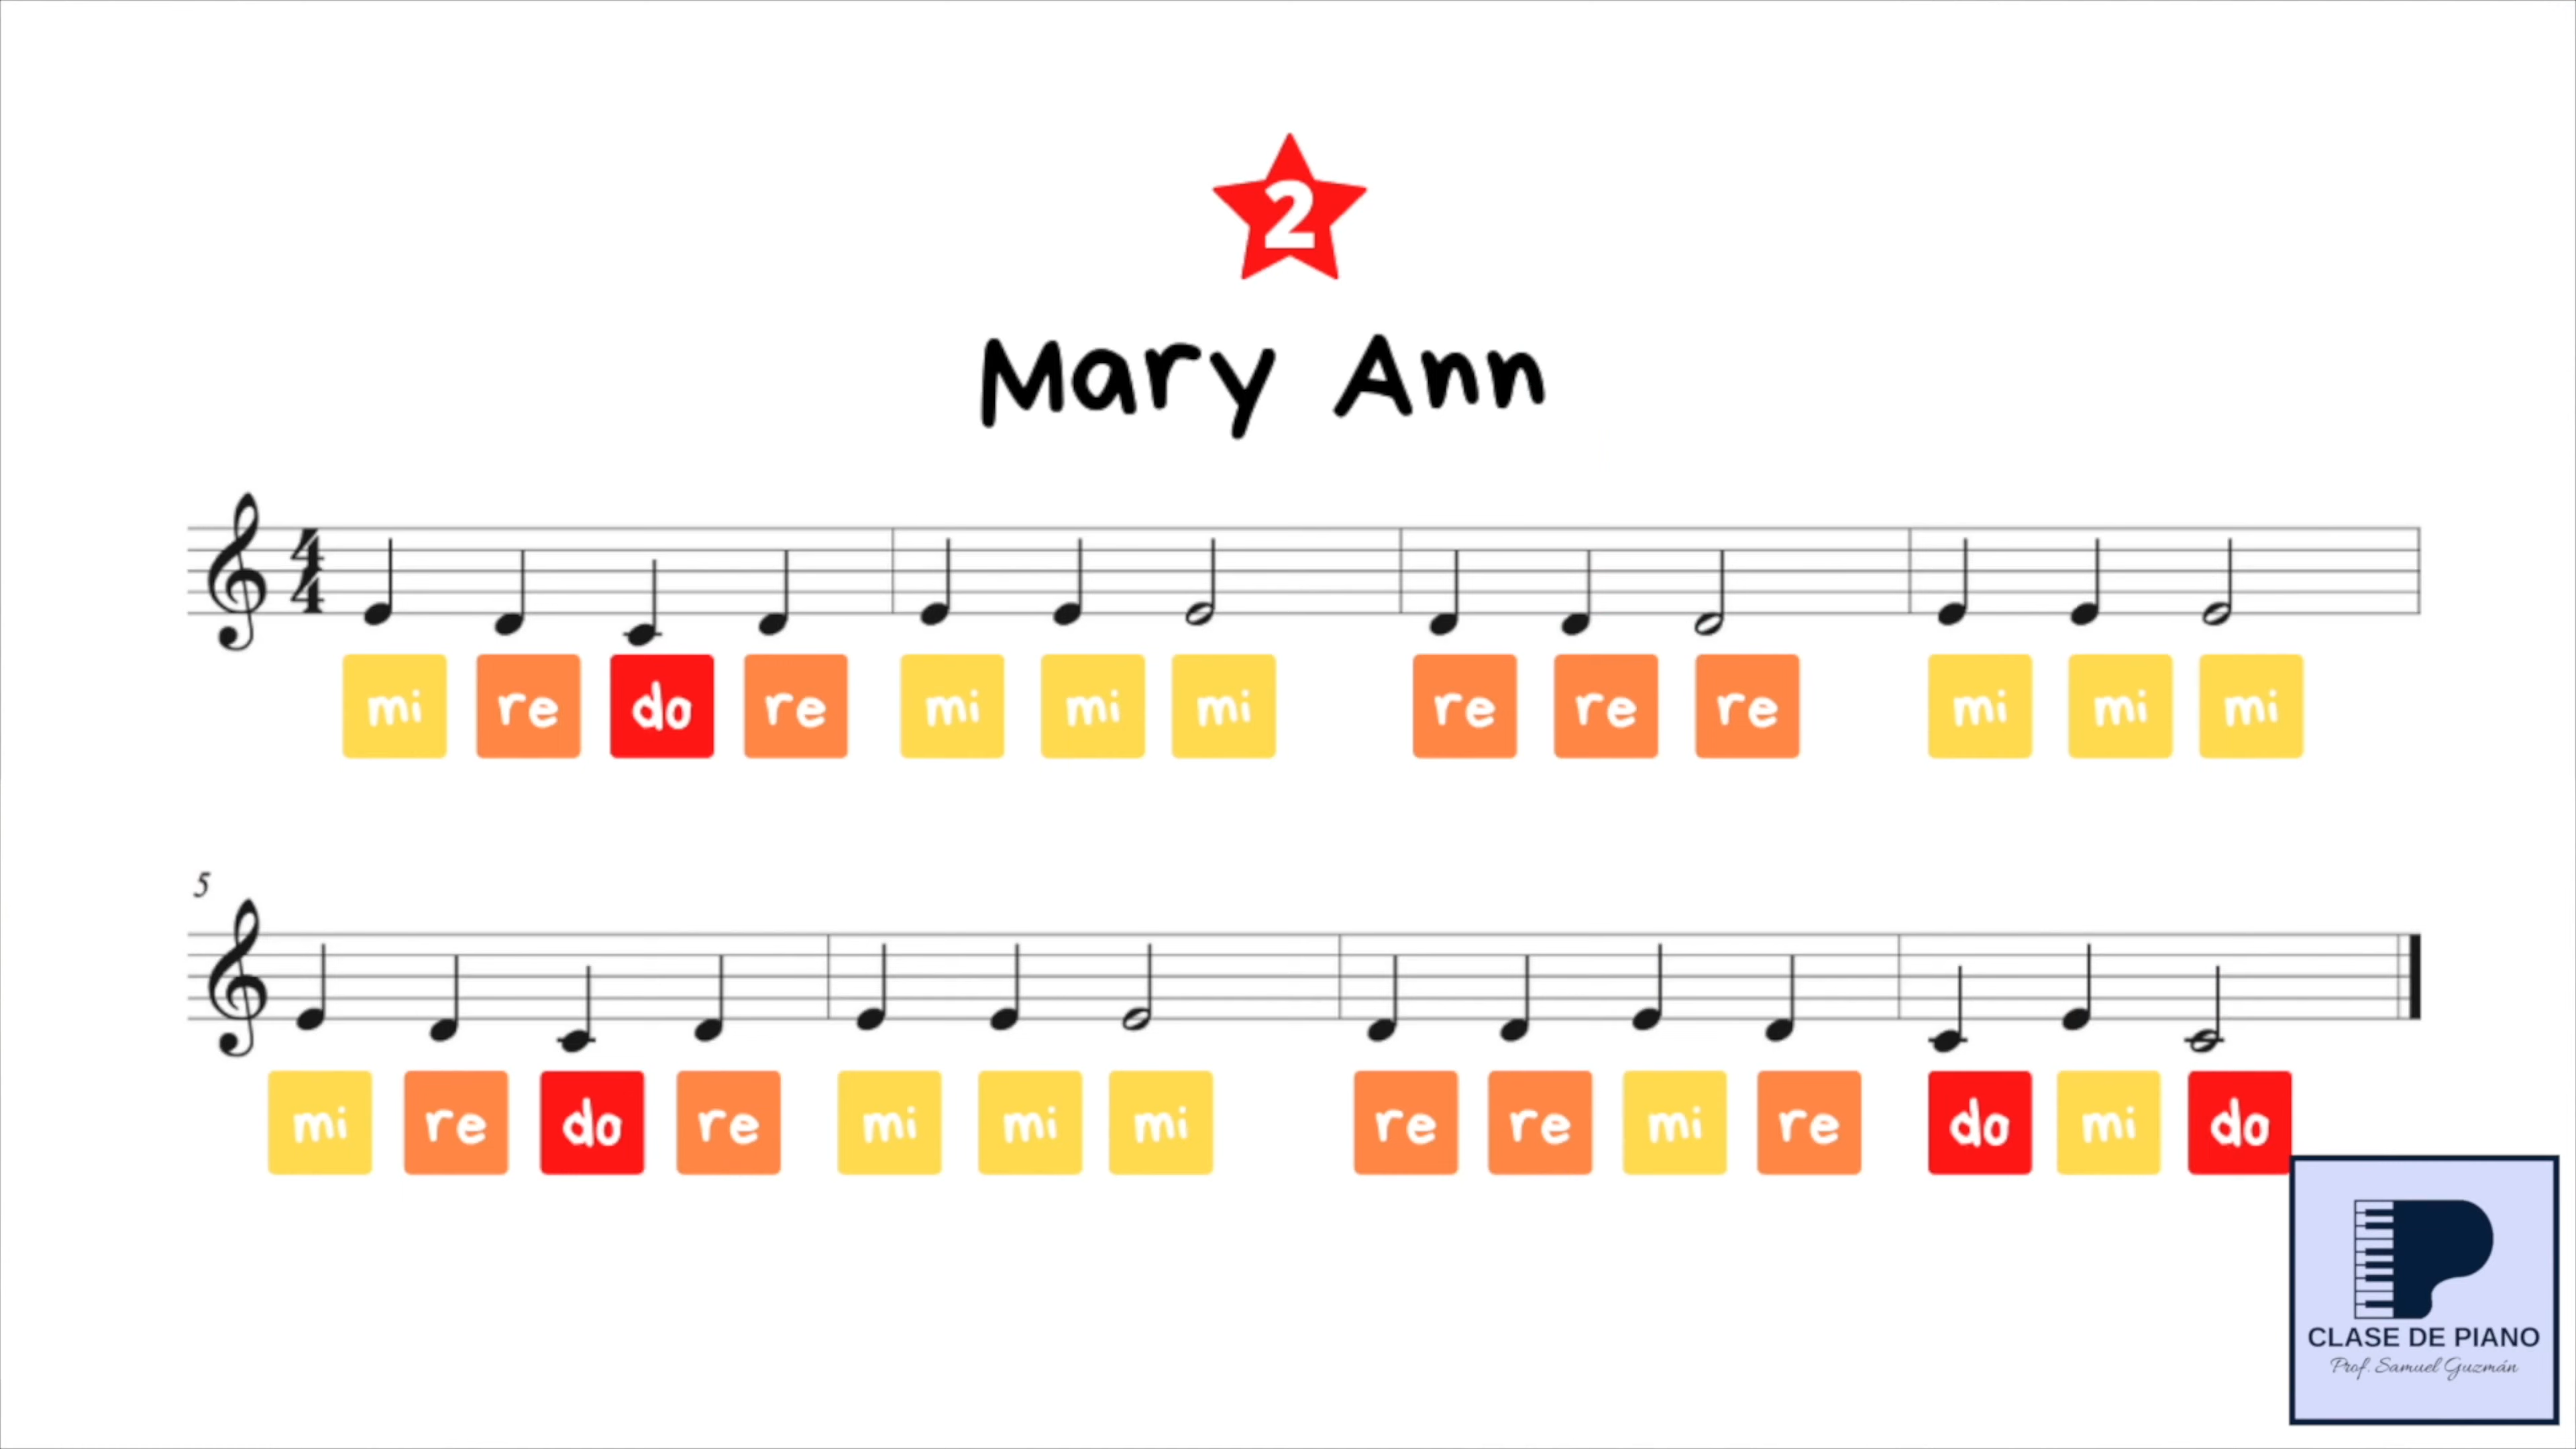 2
Mary Ann
4
4
mi re do re mi mi mi re re re mi mi mi
5
mi re do re mi mi mi re re mi re do mi do
CLASE DE PIANO
Prof. Samuel Guzmán